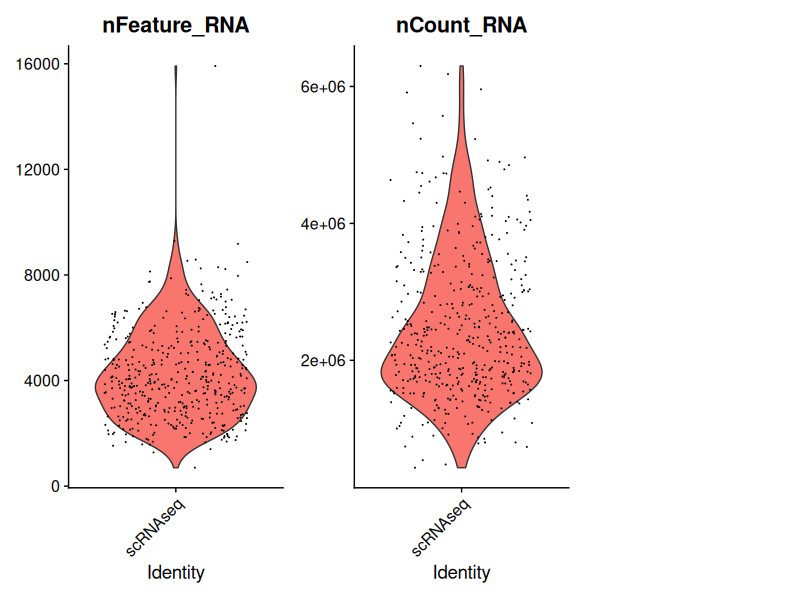 nFeature_RNA
16000
12000
8000
4000
0
scRNAseq
Identity
nCount_RNA
6e+06
4e+06
2e+06
scRNAseq
Identity